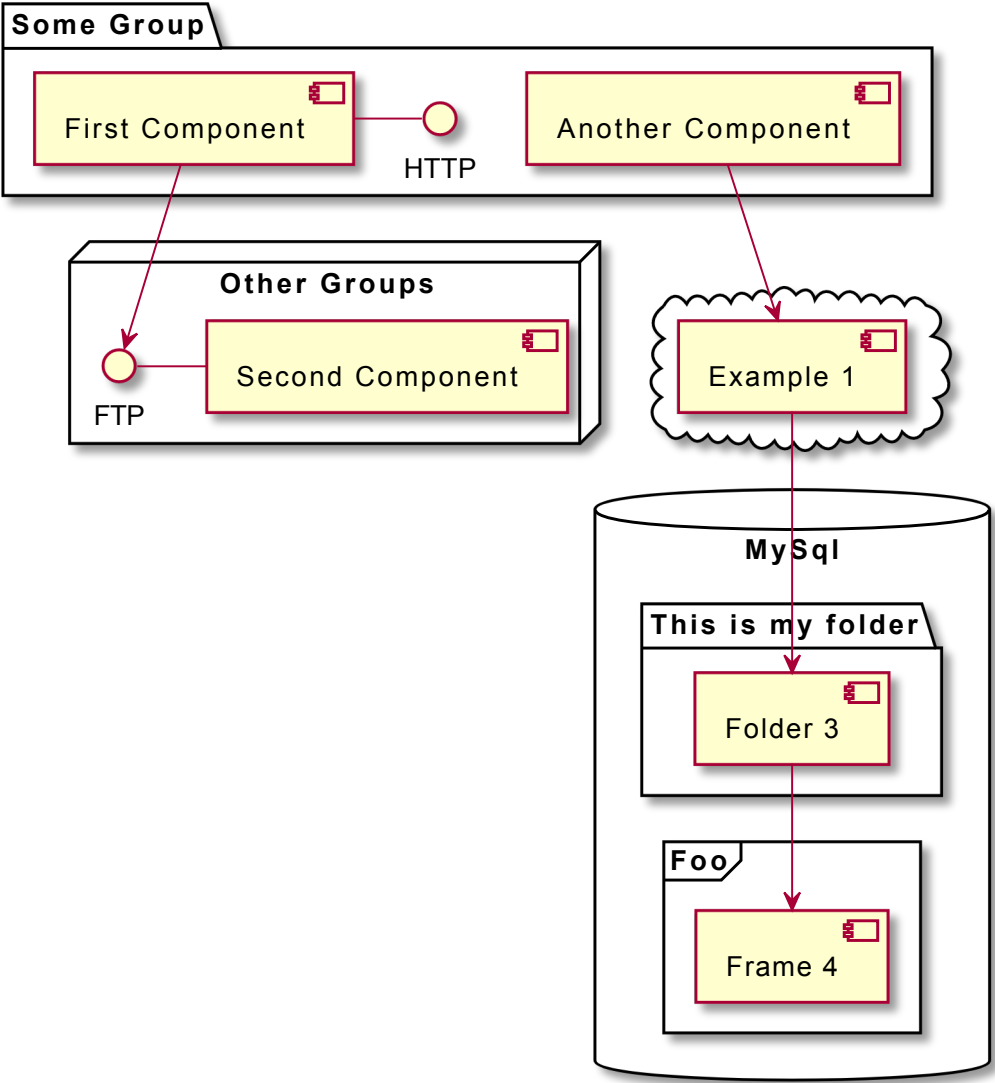 Some Group
First Component
HTTP
Another Component
Other Groups
FTP
Second Component
Example 1
MySql
This is my folder
Folder 3
Foo
Frame 4